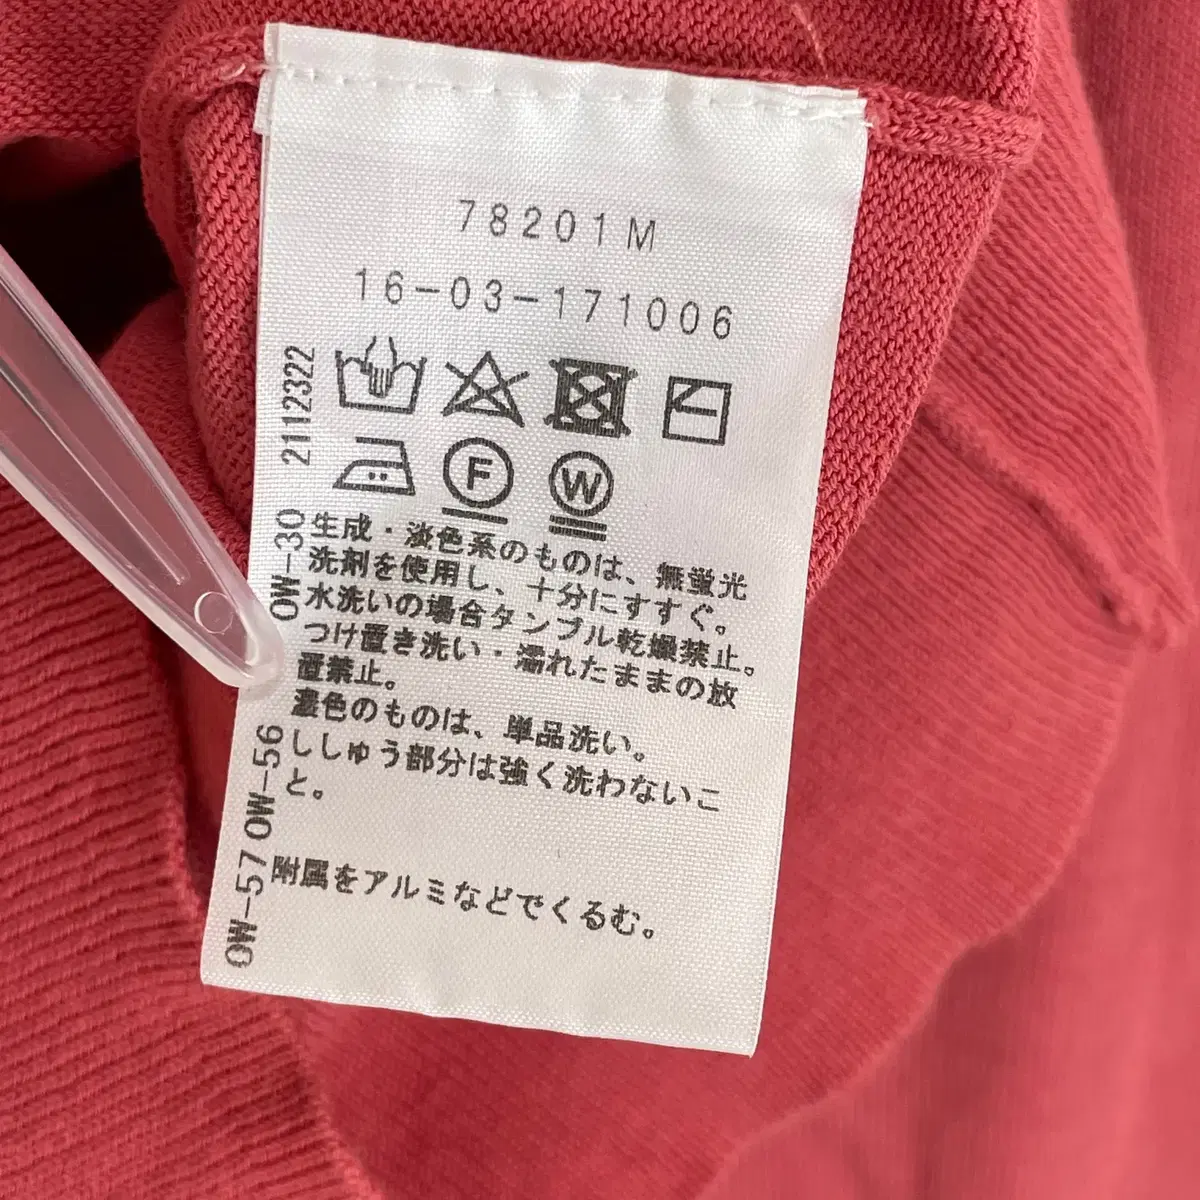 78201M
16-03-171006
2112322
F
W
OW-30
生成・淡色系のものは、無蛍光
洗剤を使用し、十分にすすぐ。
水洗いの場合タンブル乾燥禁止。
つけ置き洗い・濡れたままの放
置禁止。
濃色のものは、単品洗い。
OW-56
ししゅう部分は強く洗わないこ
と。
OW-57
附属をアルミなどでくるむ。